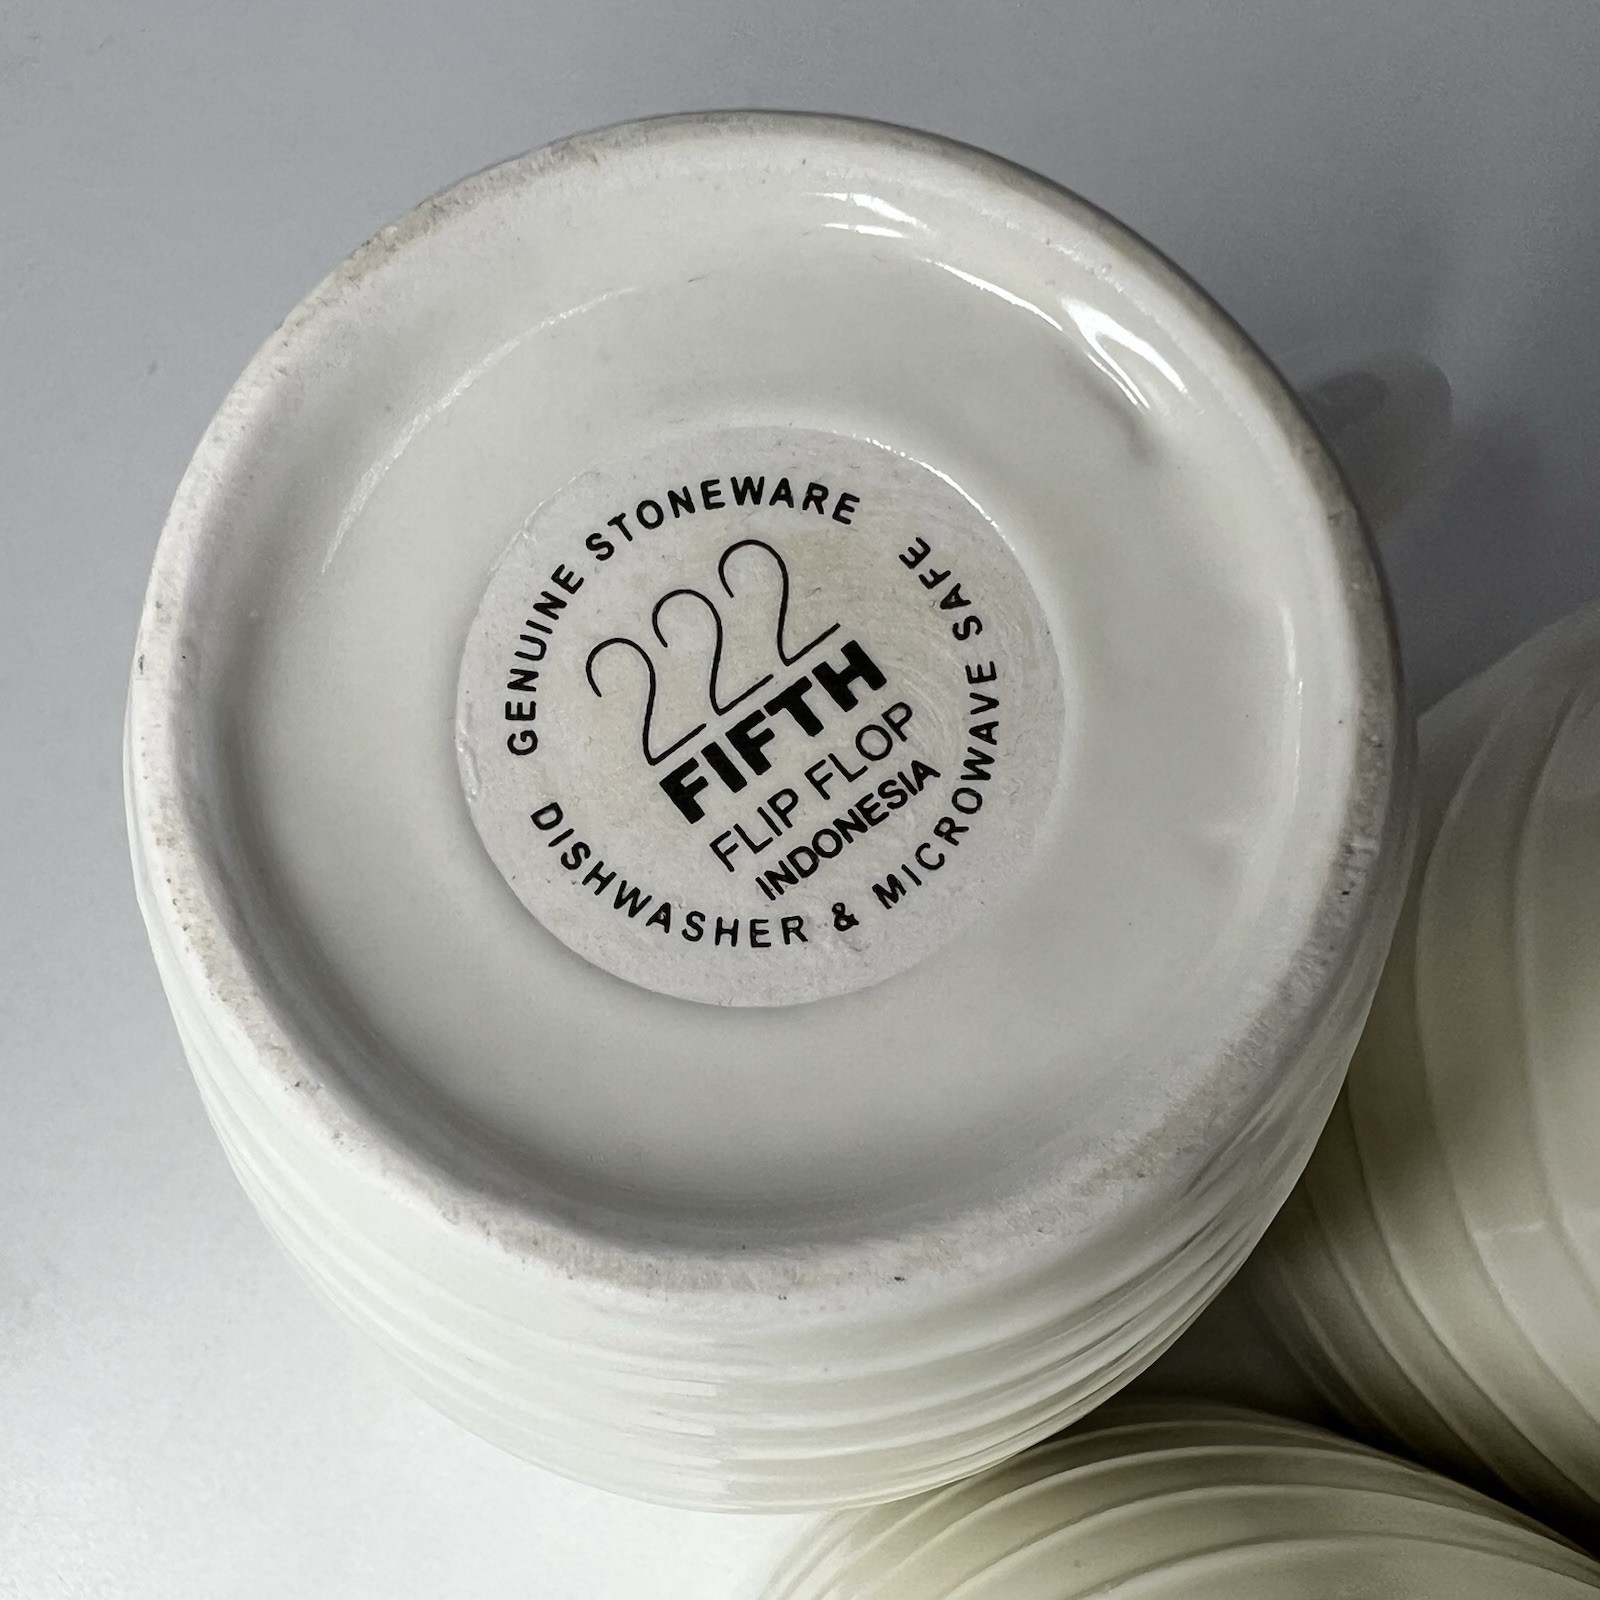 GENUINE STONEWARE
222
FIFTH
FLIP FLOP
INDONESIA
DISHWASHER & MICROWAVE SAFE